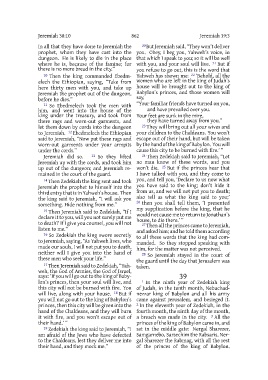 Jeremiah 38:10
862
Jeremiah 39:3
in all that they have done to Jeremiah the
prophet, whom they have cast into the
dungeon. He is likely to die in the place
where he is, because of the famine; for
there is no more bread in the city."
10 Then the king commanded Ebedmelech
the Ethiopian, saying, "Take from
here thirty men with you, and take up
Jeremiah the prophet out of the dungeon,
before he dies."
11 So Ebedmelech took the men with
him, and went into the house of the
king under the treasury, and took from
there rags and worn-out garments, and
let them down by cords into the dungeon
to Jeremiah. 12 Ebedmelech the Ethiopian
said to Jeremiah, "Now put these rags and
worn-out garments under your armpits
under the cords."
Jeremiah did so. 13 So they lifted
Jeremiah up with the cords, and took him
up out of the dungeon; and Jeremiah remained
in the court of the guard.
14 Then Zedekiah the king sent and took
Jeremiah the prophet to himself into the
third entry that is in Yahweh's house. Then
the king said to Jeremiah, "I will ask you
something. Hide nothing from me."
15 Then Jeremiah said to Zedekiah, "If I
declare it to you, will you not surely put me
to death? If I give you counsel, you will not
listen to me."
16 So Zedekiah the king swore secretly
to Jeremiah, saying, "As Yahweh lives, who
made our souls, I will not put you to death,
neither will I give you into the hand of
these men who seek your life."
17 Then Jeremiah said to Zedekiah, "Yahweh,
the God of Armies, the God of Israel,
says: 'If you will go out to the king of Babylon's
princes, then your soul will live, and
this city will not be burned with fire. You
will live, along with your house. 18 But if
you will not go out to the king of Babylon's
princes, then this city will be given into the
hand of the Chaldeans, and they will burn
it with fire, and you won't escape out of
their hand.'"
19 Zedekiah the king said to Jeremiah, "I
am afraid of the Jews who have defected
to the Chaldeans, lest they deliver me into
their hand, and they mock me."
20 But Jeremiah said, "They won't deliver
you. Obey, I beg you, Yahweh's voice, in
that which I speak to you; so it will be well
with you, and your soul will live. 21 But if
you refuse to go out, this is the word that
Yahweh has shown me: 22 'Behold, all the
women who are left in the king of Judah's
house will be brought out to the king of
Babylon's princes, and those women will
say,
"Your familiar friends have turned on you,
and have prevailed over you.
Your feet are sunk in the mire,
they have turned away from you."
23 They will bring out all your wives and
your children to the Chaldeans. You won't
escape out of their hand, but will be taken
by the hand of the king of Babylon. You will
cause this city to be burned with fire.'"
24 Then Zedekiah said to Jeremiah, "Let
no man know of these words, and you
won't die. 25 But if the princes hear that
I have talked with you, and they come to
you, and tell you, 'Declare to us now what
you have said to the king; don't hide it
from us, and we will not put you to death;
also tell us what the king said to you;'
26 then you shall tell them, 'I presented
my supplication before the king, that he
would not cause me to return to Jonathan's
house, to die there.'"
27 Then all the princes came to Jeremiah,
and asked him; and he told them according
to all these words that the king had commanded.
So they stopped speaking with
him, for the matter was not perceived.
28 So Jeremiah stayed in the court of
the guard until the day that Jerusalem was
taken.
39
1 In the ninth year of Zedekiah king
of Judah, in the tenth month, Nebuchadnezzar
king of Babylon and all his army
came against Jerusalem, and besieged it.
2 In the eleventh year of Zedekiah, in the
fourth month, the ninth day of the month,
a breach was made in the city. 3 All the
princes of the king of Babylon came in, and
sat in the middle gate: Nergal Sharezer,
Samgarnebo, Sarsechim the Rabsaris, Nergal
Sharezer the Rabmag, with all the rest
of the princes of the king of Babylon.